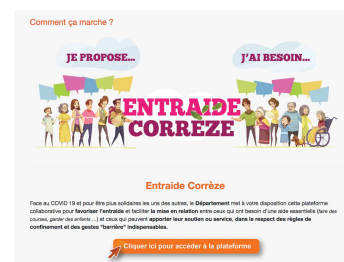 Comment ça marche ?
JE PROPOSE...
J'AI BESOIN...
ENTRAIDE
CORREZE
Entraide Corrèze
Face au COVID 19 et pour être plus solidaires les uns des autres, le Département met à votre disposition cette plateforme
collaborative pour favoriser l'entraide et faciliter la mise en relation entre ceux qui ont besoin d'une aide essentielle (faire des
courses, garder des enfants ...) et ceux qui peuvent apporter leur soutien ou service, dans le respect des règles de
confinement et des gestes "barrière" indispensables.
Cliquer ici pour accéder à la plateforme